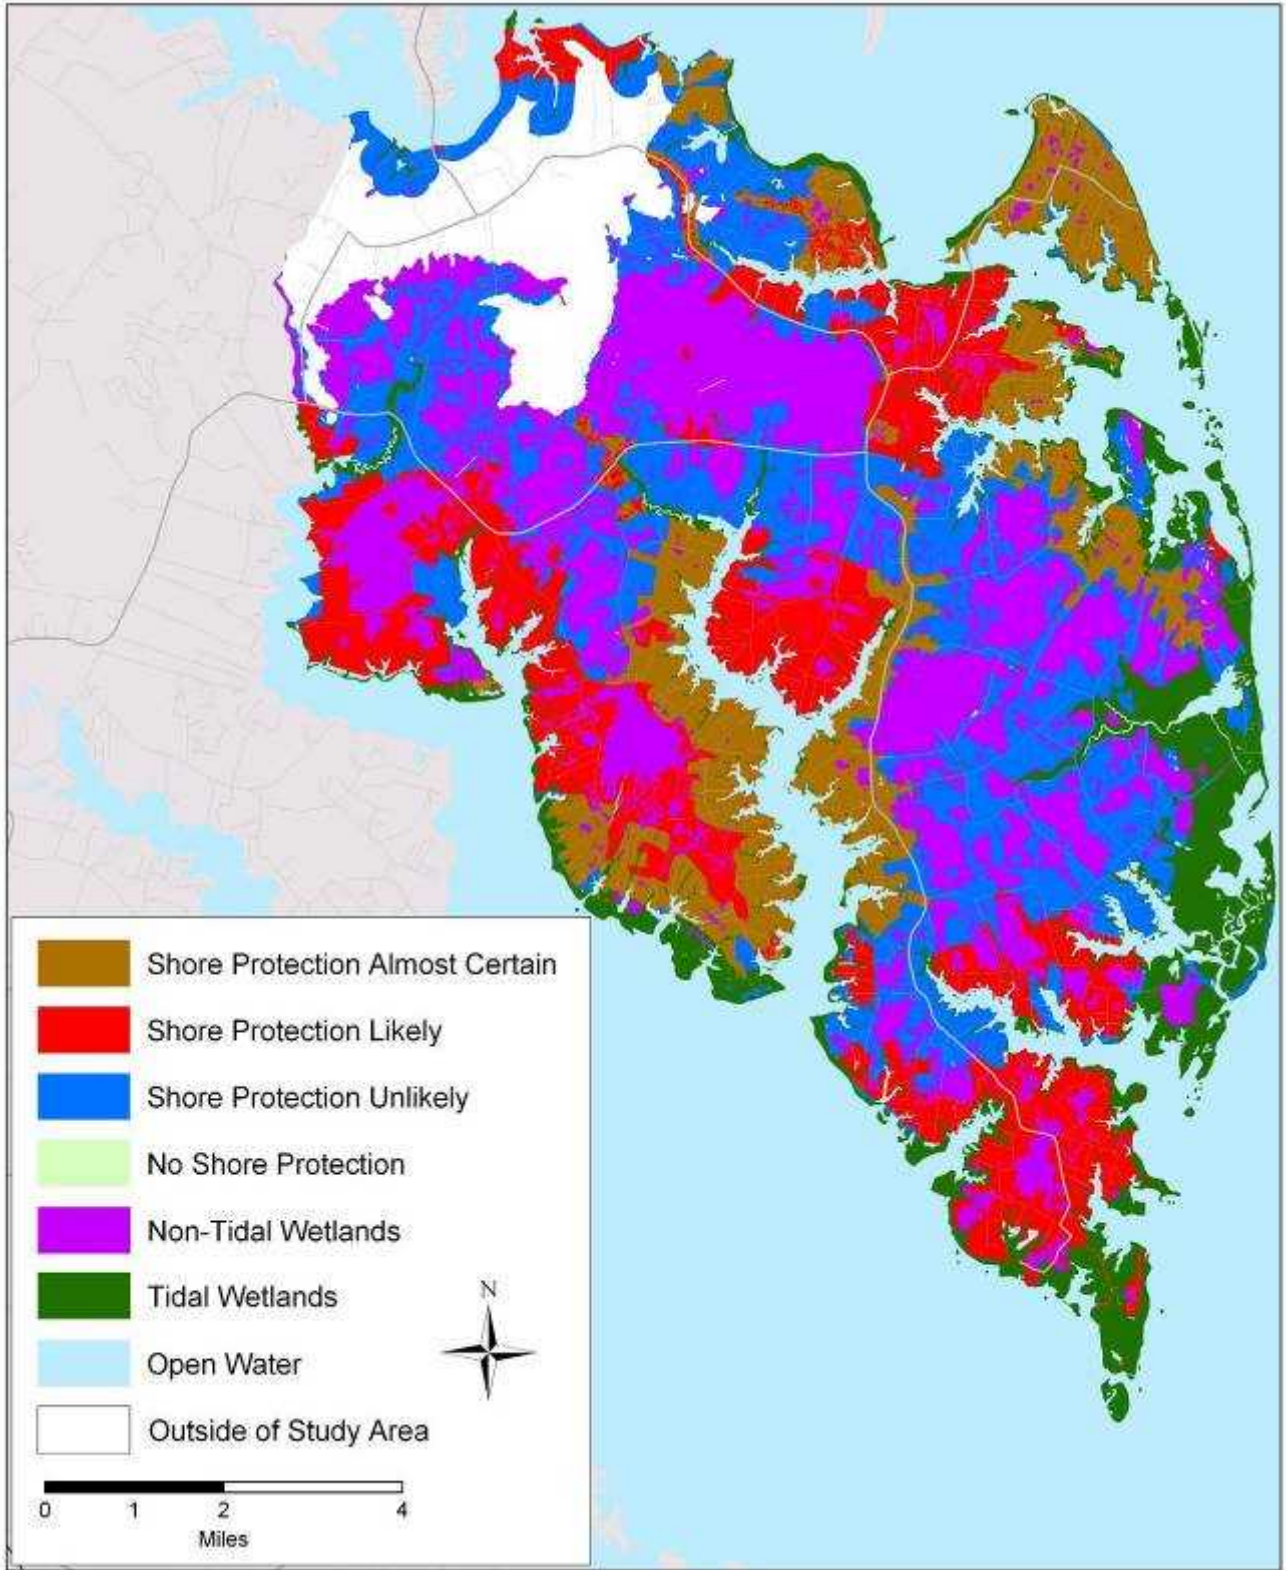 Shore Protection Almost Certain
Shore Protection Likely
Shore Protection Unlikely
No Shore Protection
Non-Tidal Wetlands
Tidal Wetlands
Open Water
Outside of Study Area
N
0 1 2 4
Miles